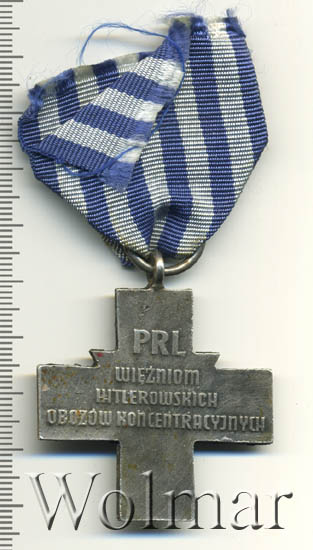 PRL
WIĘŹNIOM
HITLEROWSKICH
OBOZÓW KONCENTRACYJNYCH
Wolmar